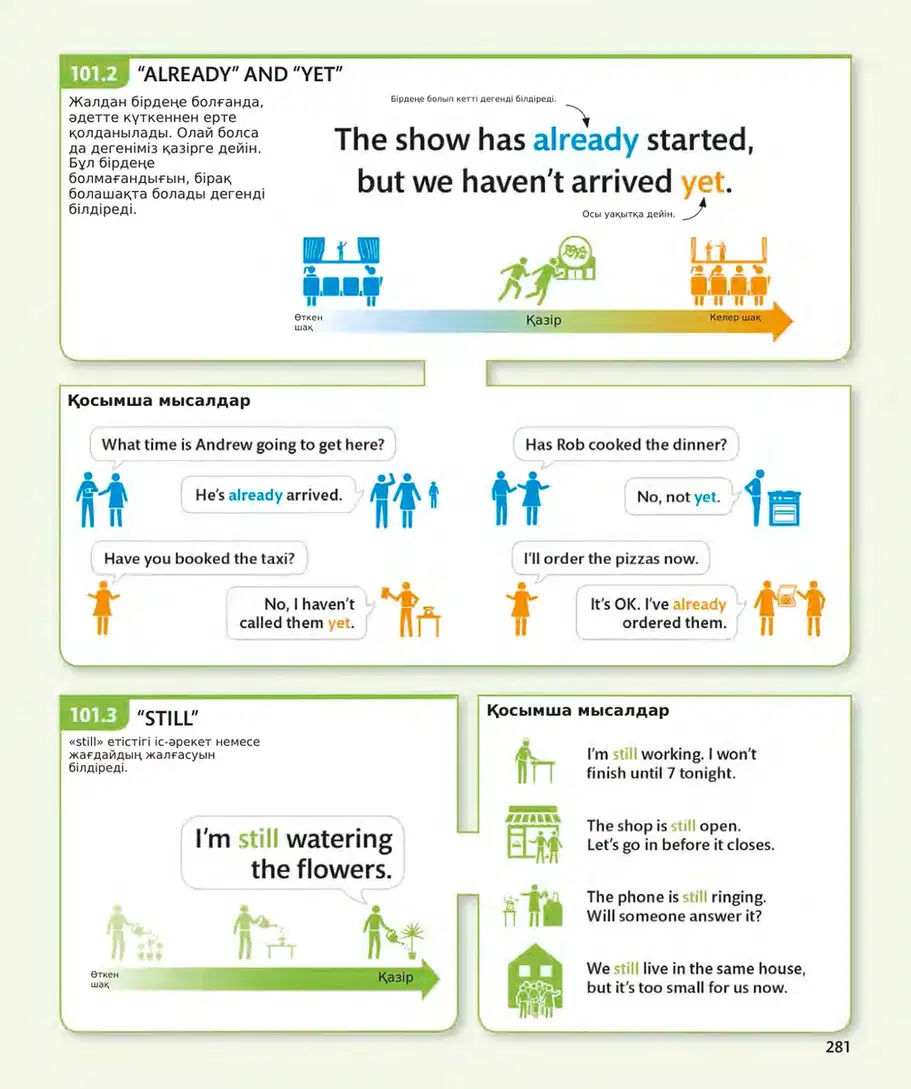 101.2 “ALREADY” AND “YET”
Жалдан бірдеңе болғанда,
әдетте күткеннен ерте
қолданылады. Олай болса
да дегеніміз қазірге дейін.
Бұл бірдеңе
болмағандығын, бірақ
болашақта болады дегенді
білдіреді.
Бірдеңе болып кетті дегенді білдіреді.
The show has already started,
but we haven’t arrived yet.
Осы уақытқа дейін.
Өткен
шақ
Қазір
Келер шақ
Қосымша мысалдар
What time is Andrew going to get here?
He’s already arrived.
Has Rob cooked the dinner?
No, not yet.
Have you booked the taxi?
No, I haven’t
called them yet.
I’ll order the pizzas now.
It’s OK. I’ve already
ordered them.
101.3 “STILL”
«still» етістігі іс-әрекет немесе
жағдайдың жалғасуын
білдіреді.
I’m still watering
the flowers.
Өткен
шақ
Қазір
Қосымша мысалдар
I’m still working. I won’t
finish until 7 tonight.
The shop is still open.
Let’s go in before it closes.
The phone is still ringing.
Will someone answer it?
We still live in the same house,
but it’s too small for us now.
281